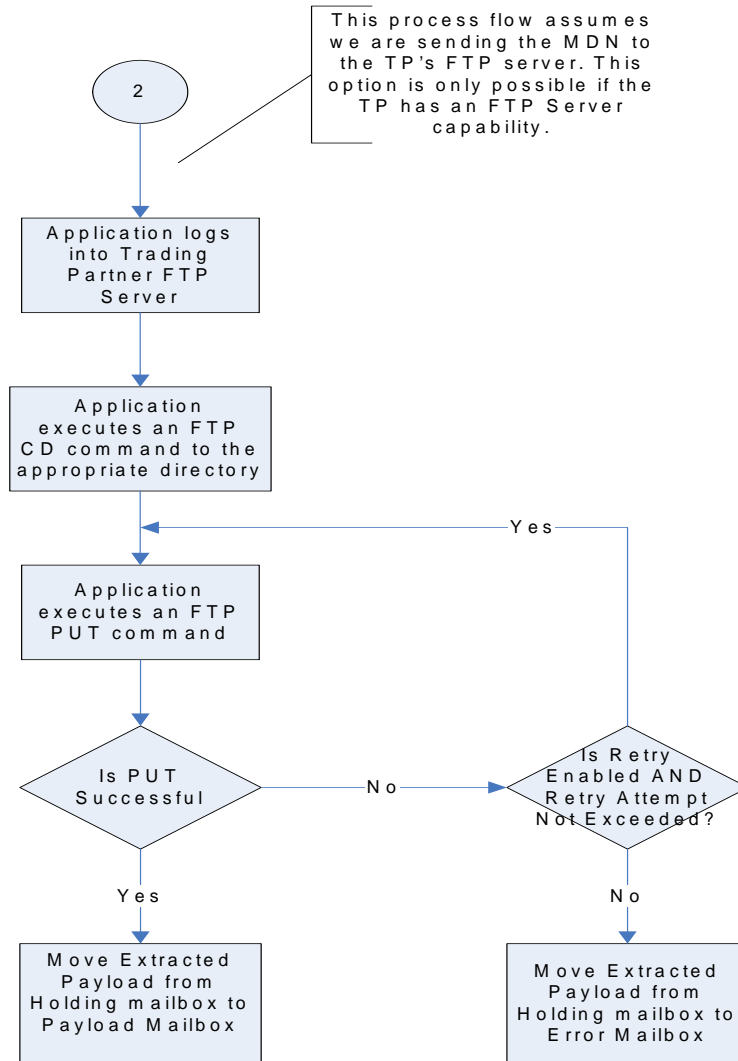 This process flow assumes
we are sending the MDN to
the TP's FTP server. This
option is only possible if the
TP has an FTP Server
capability.
2
Application logs
into Trading
Partner FTP
Server
Application
executes an FTP
CD command to the
appropriate directory
Yes
Application
executes an FTP
PUT command
Is PUT
Successful
No
Is Retry
Enabled AND
Retry Attempt
Not Exceeded?
Yes
No
Move Extracted
Payload from
Holding mailbox to
Payload Mailbox
Move Extracted
Payload from
Holding mailbox to
Error Mailbox